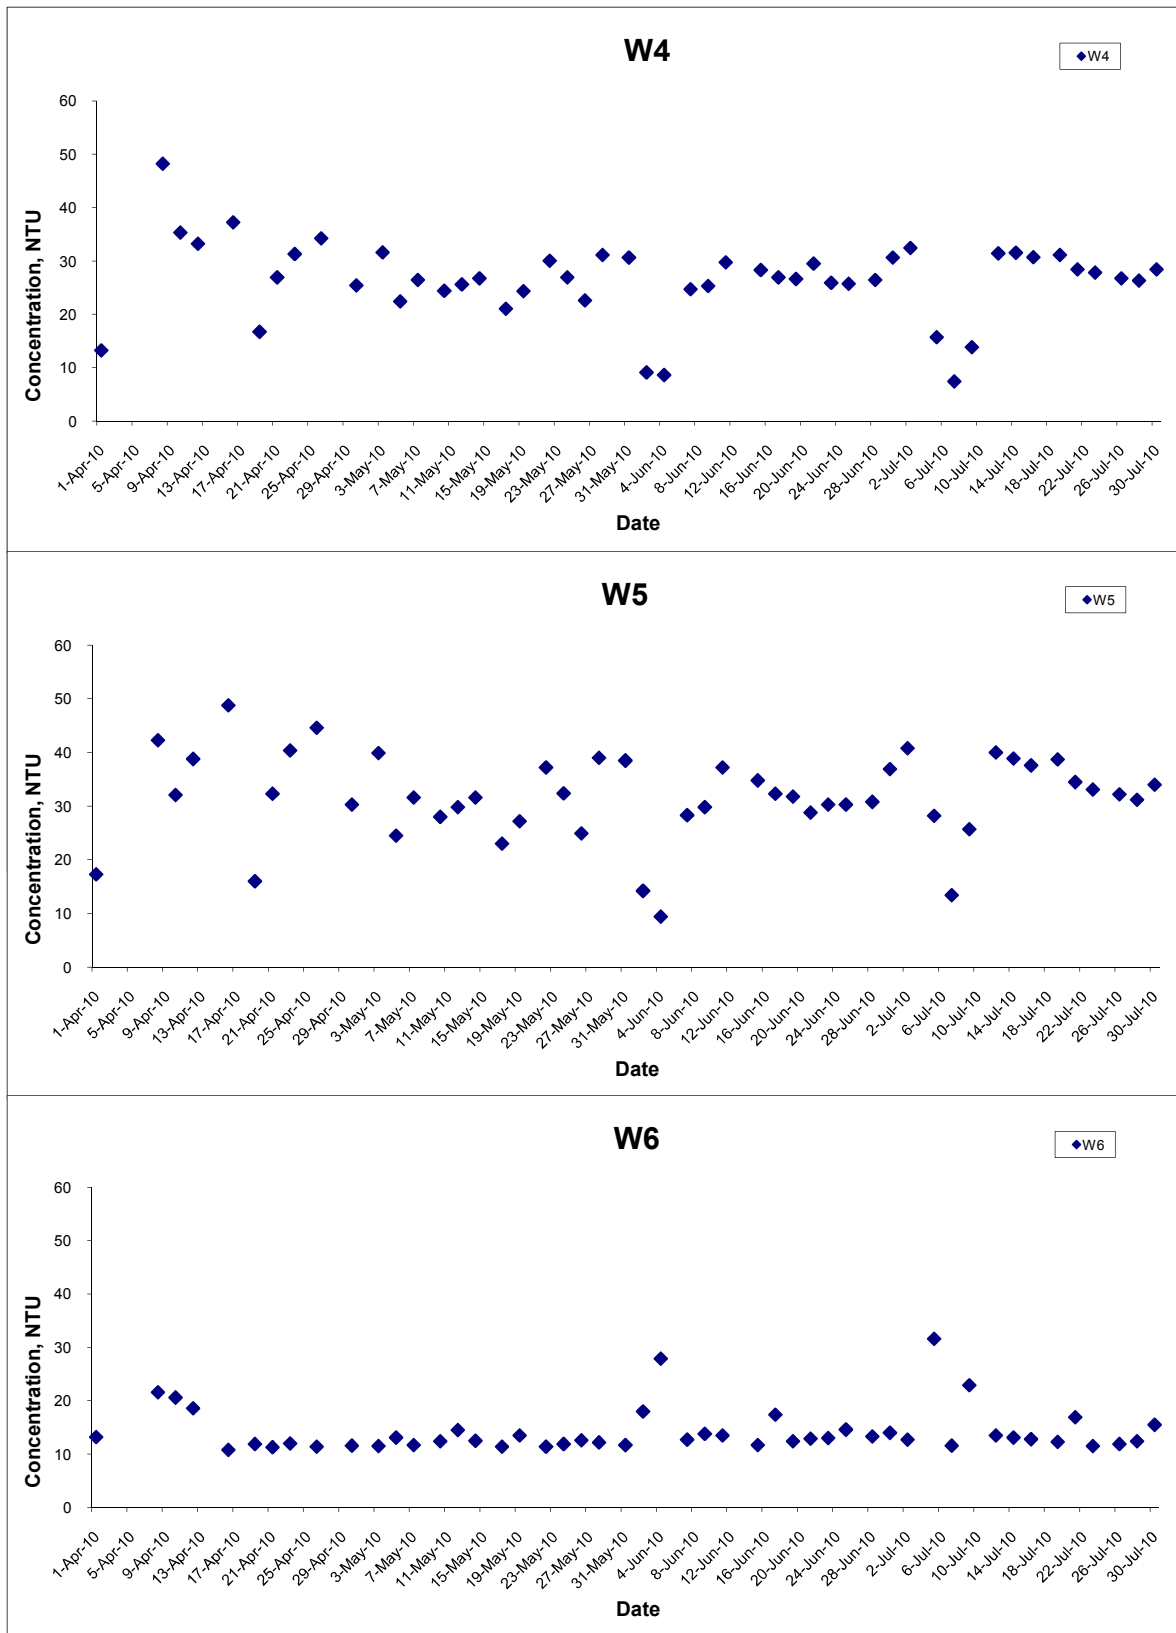 W4
W4
60
50
40
30
20
10
0
Concentration, NTU
1-Apr-10
5-Apr-10
9-Apr-10
13-Apr-10
17-Apr-10
21-Apr-10
25-Apr-10
29-Apr-10
3-May-10
7-May-10
11-May-10
15-May-10
19-May-10
23-May-10
27-May-10
31-May-10
4-Jun-10
8-Jun-10
12-Jun-10
16-Jun-10
20-Jun-10
24-Jun-10
28-Jun-10
2-Jul-10
6-Jul-10
10-Jul-10
14-Jul-10
18-Jul-10
22-Jul-10
26-Jul-10
30-Jul-10
Date
W5
W5
60
50
40
30
20
10
0
Concentration, NTU
1-Apr-10
5-Apr-10
9-Apr-10
13-Apr-10
17-Apr-10
21-Apr-10
25-Apr-10
29-Apr-10
3-May-10
7-May-10
11-May-10
15-May-10
19-May-10
23-May-10
27-May-10
31-May-10
4-Jun-10
8-Jun-10
12-Jun-10
16-Jun-10
20-Jun-10
24-Jun-10
28-Jun-10
2-Jul-10
6-Jul-10
10-Jul-10
14-Jul-10
18-Jul-10
22-Jul-10
26-Jul-10
30-Jul-10
Date
W6
W6
60
50
40
30
20
10
0
Concentration, NTU
1-Apr-10
5-Apr-10
9-Apr-10
13-Apr-10
17-Apr-10
21-Apr-10
25-Apr-10
29-Apr-10
3-May-10
7-May-10
11-May-10
15-May-10
19-May-10
23-May-10
27-May-10
31-May-10
4-Jun-10
8-Jun-10
12-Jun-10
16-Jun-10
20-Jun-10
24-Jun-10
28-Jun-10
2-Jul-10
6-Jul-10
10-Jul-10
14-Jul-10
18-Jul-10
22-Jul-10
26-Jul-10
30-Jul-10
Date